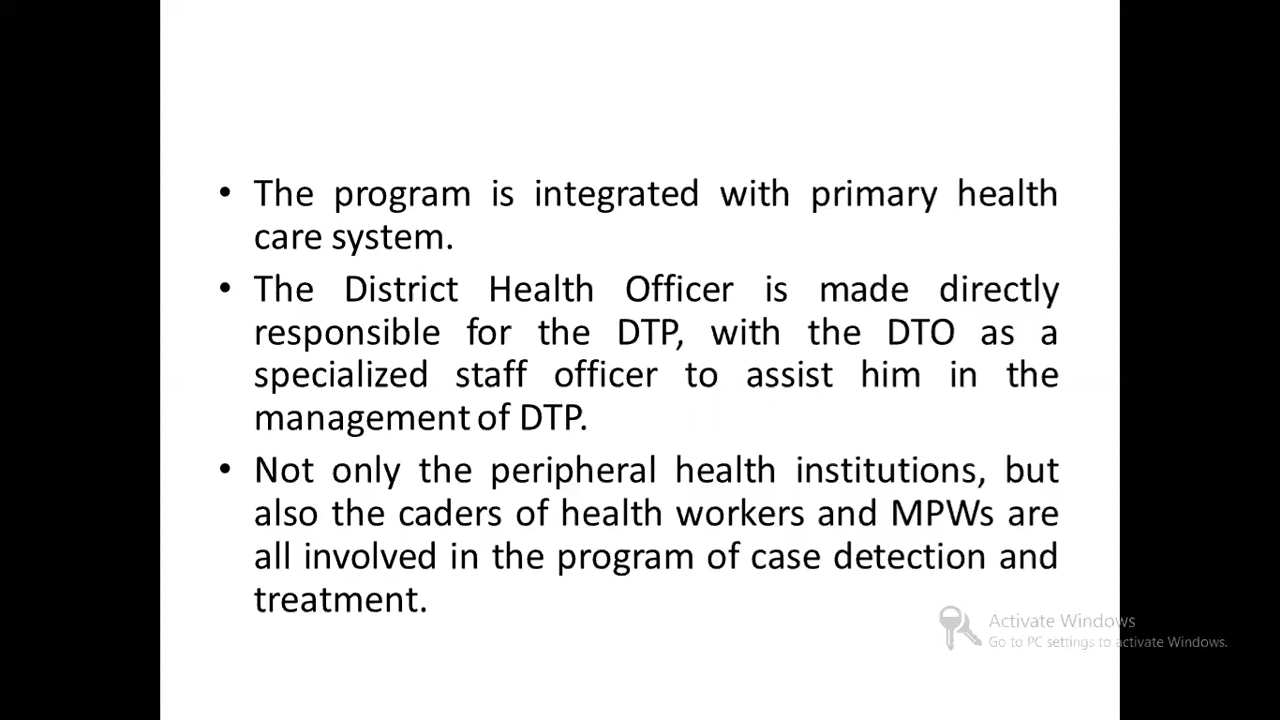 • The program is integrated with primary health
care system.
• The District Health Officer is made directly
responsible for the DTP, with the DTO as a
specialized staff officer to assist him in the
management of DTP.
• Not only the peripheral health institutions, but
also the caders of health workers and MPWs are
all involved in the program of case detection and
treatment.
Activate Windows
Go to PC settings to activate Windows.